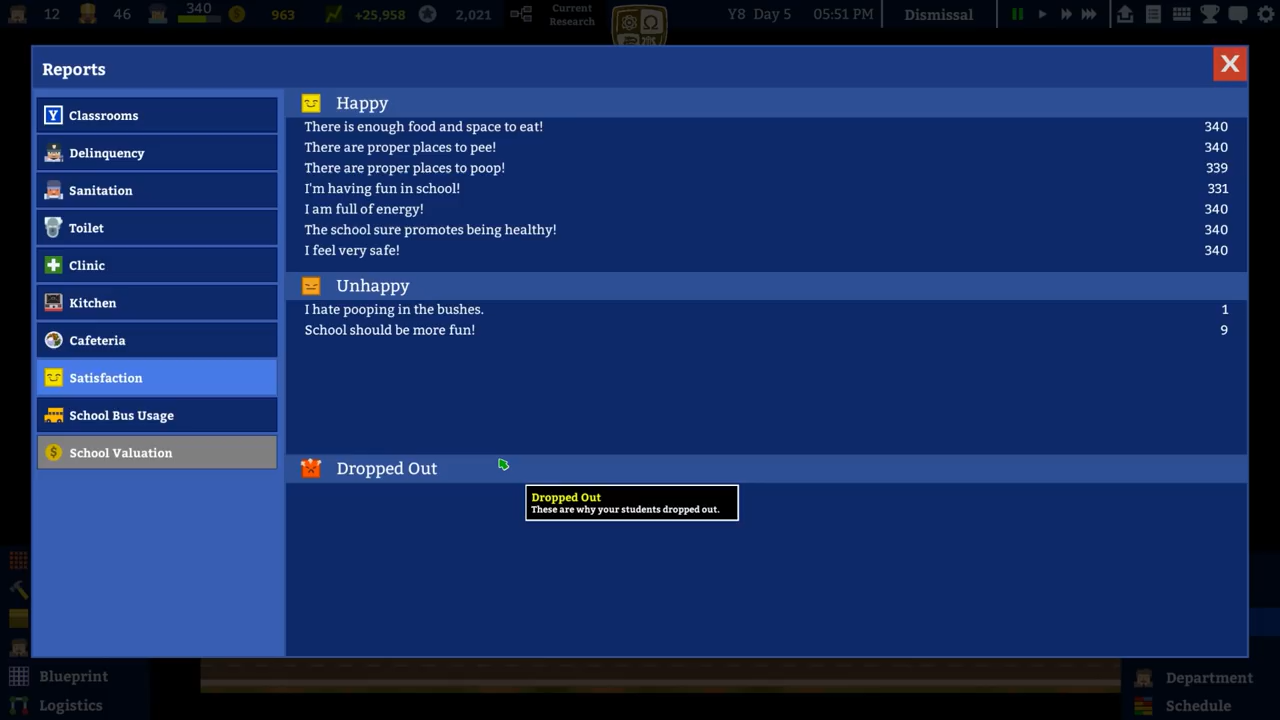 12 46 340 963 +25,958 2,021 Current Research Y8 Day 5 05:51 PM Dismissal
Reports
X
Classrooms
Delinquency
Sanitation
Toilet
Clinic
Kitchen
Cafeteria
Satisfaction
School Bus Usage
School Valuation
Happy
There is enough food and space to eat! 340
There are proper places to pee! 340
There are proper places to poop! 339
I'm having fun in school! 331
I am full of energy! 340
The school sure promotes being healthy! 340
I feel very safe! 340
Unhappy
I hate pooping in the bushes. 1
School should be more fun! 9
Dropped Out
Dropped Out
These are why your students dropped out.
Blueprint
Logistics
Department
Schedule